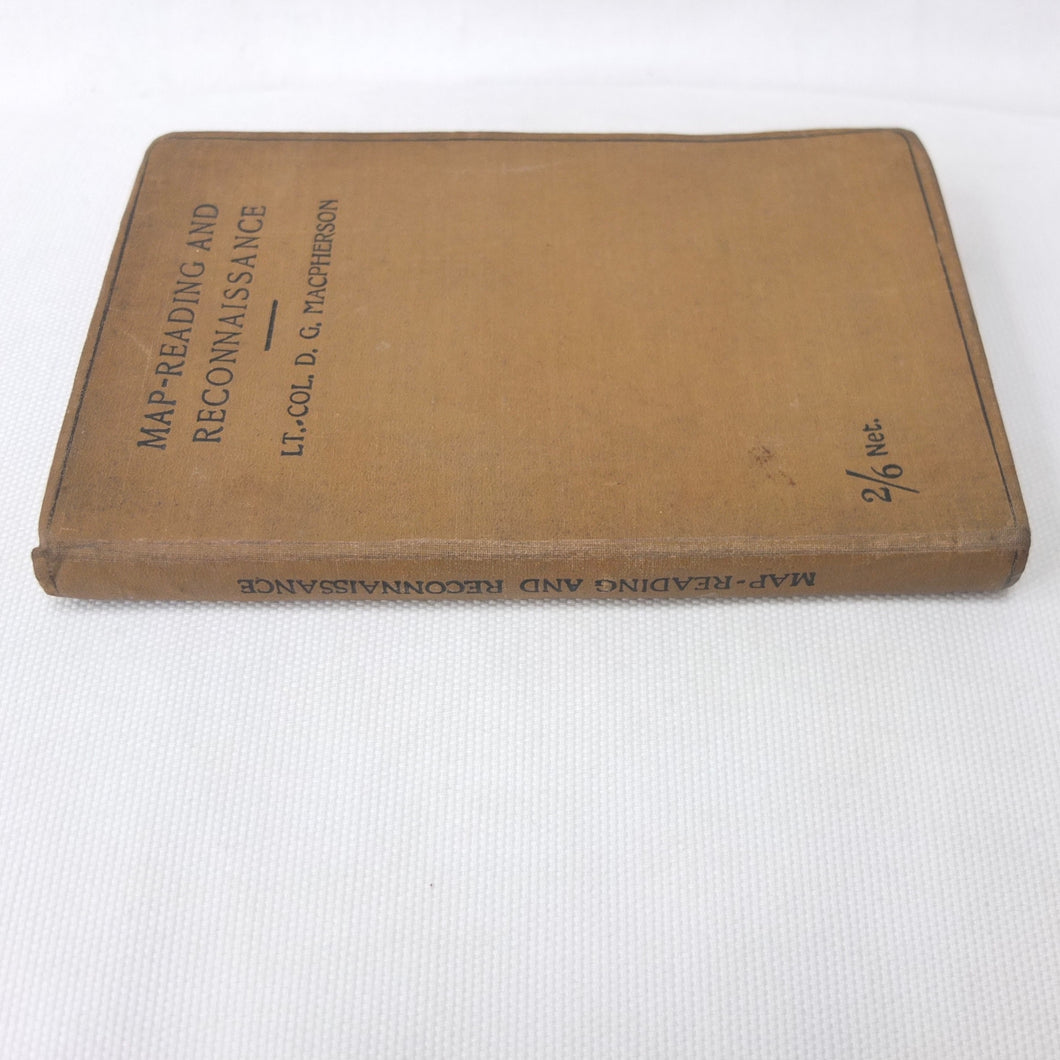 MAP-READING AND
RECONNAISSANCE
LT.-COL. D. G. MACPHERSON
2/6 Net.
MAP-READING AND RECONNAISSANCE